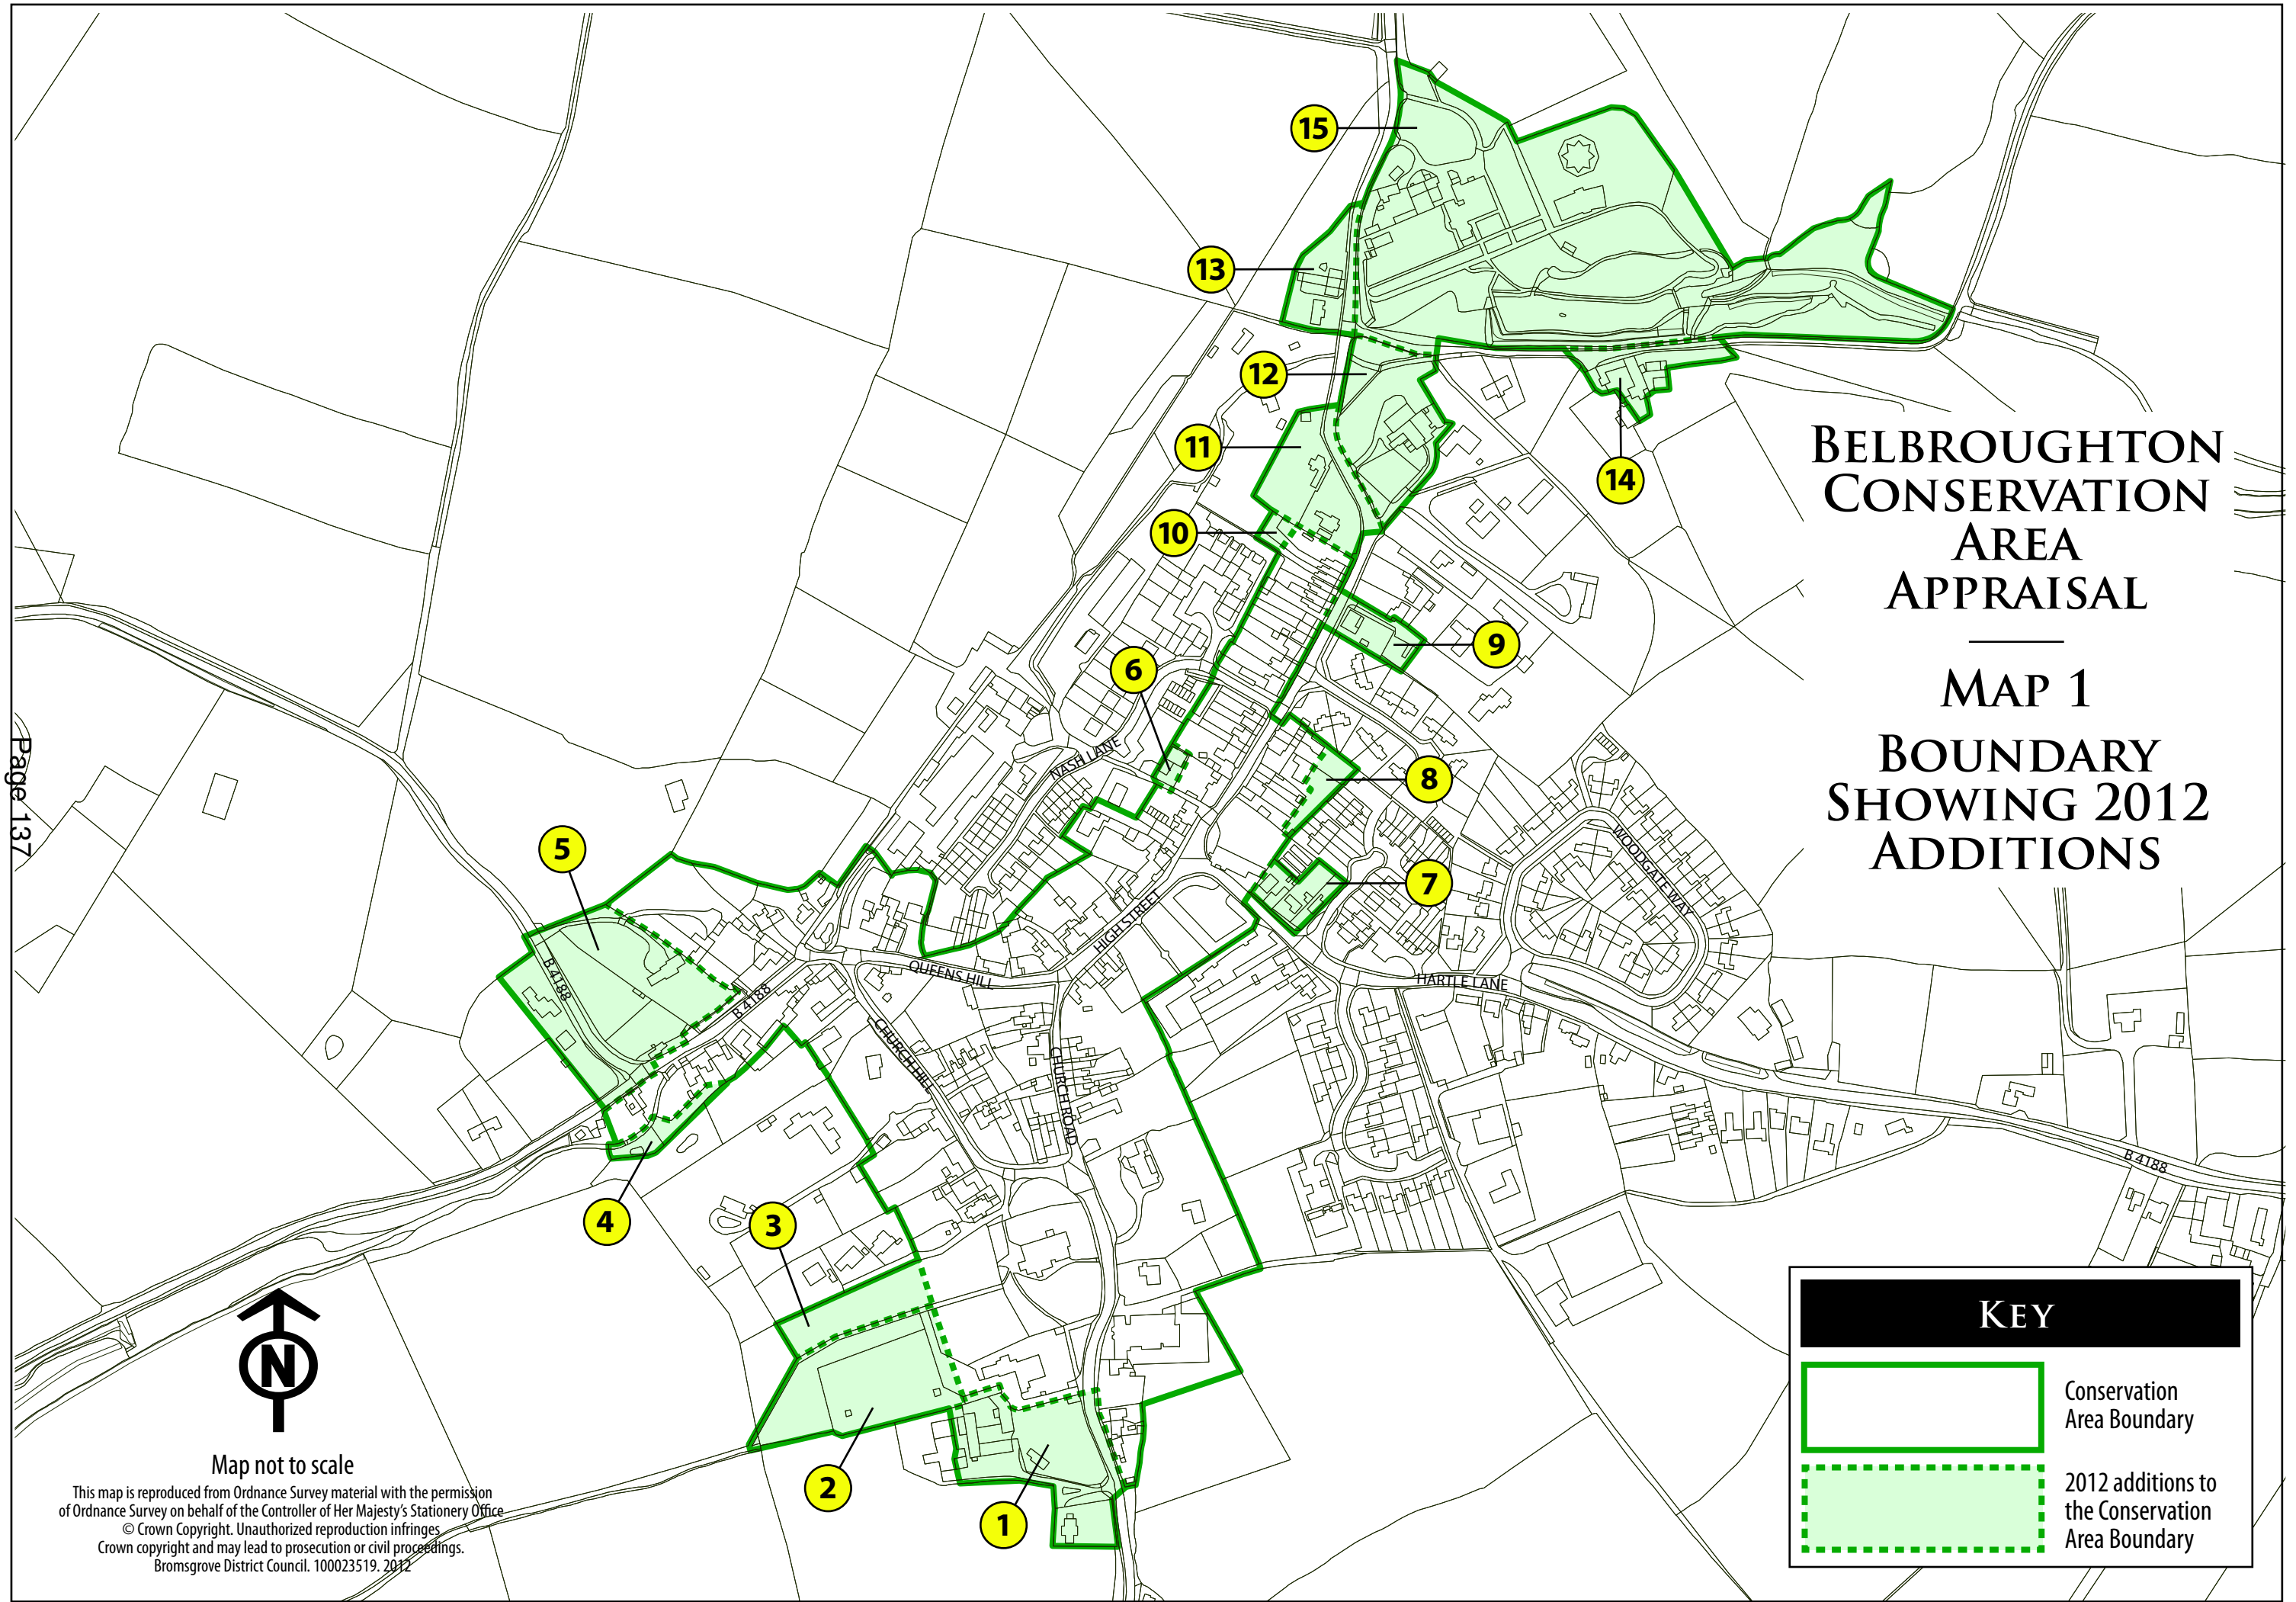 15
13
12
11
14
10
9
6
8
7
5
4
3
2
1
BELBROUGHTON
CONSERVATION
AREA
APPRAISAL
MAP 1
BOUNDARY
SHOWING 2012
ADDITIONS
Page 137
NASH LANE
WOODGATE WAY
HIGH STREET
QUEENS HILL
HARTLE LANE
B 4188
B 4188
CHURCH HILL
CHURCH ROAD
B 4188
N
Map not to scale
This map is reproduced from Ordnance Survey material with the permission
of Ordnance Survey on behalf of the Controller of Her Majesty's Stationery Office
© Crown Copyright. Unauthorized reproduction infringes
Crown copyright and may lead to prosecution or civil proceedings.
Bromsgrove District Council. 100023519. 2012
KEY
Conservation
Area Boundary
2012 additions to
the Conservation
Area Boundary